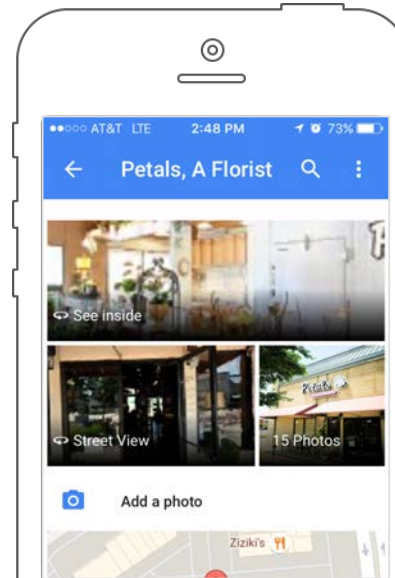 AT&T LTE 2:48 PM 73%
Petals, A Florist
See inside
Street View
15 Photos
Add a photo
Ziziki's